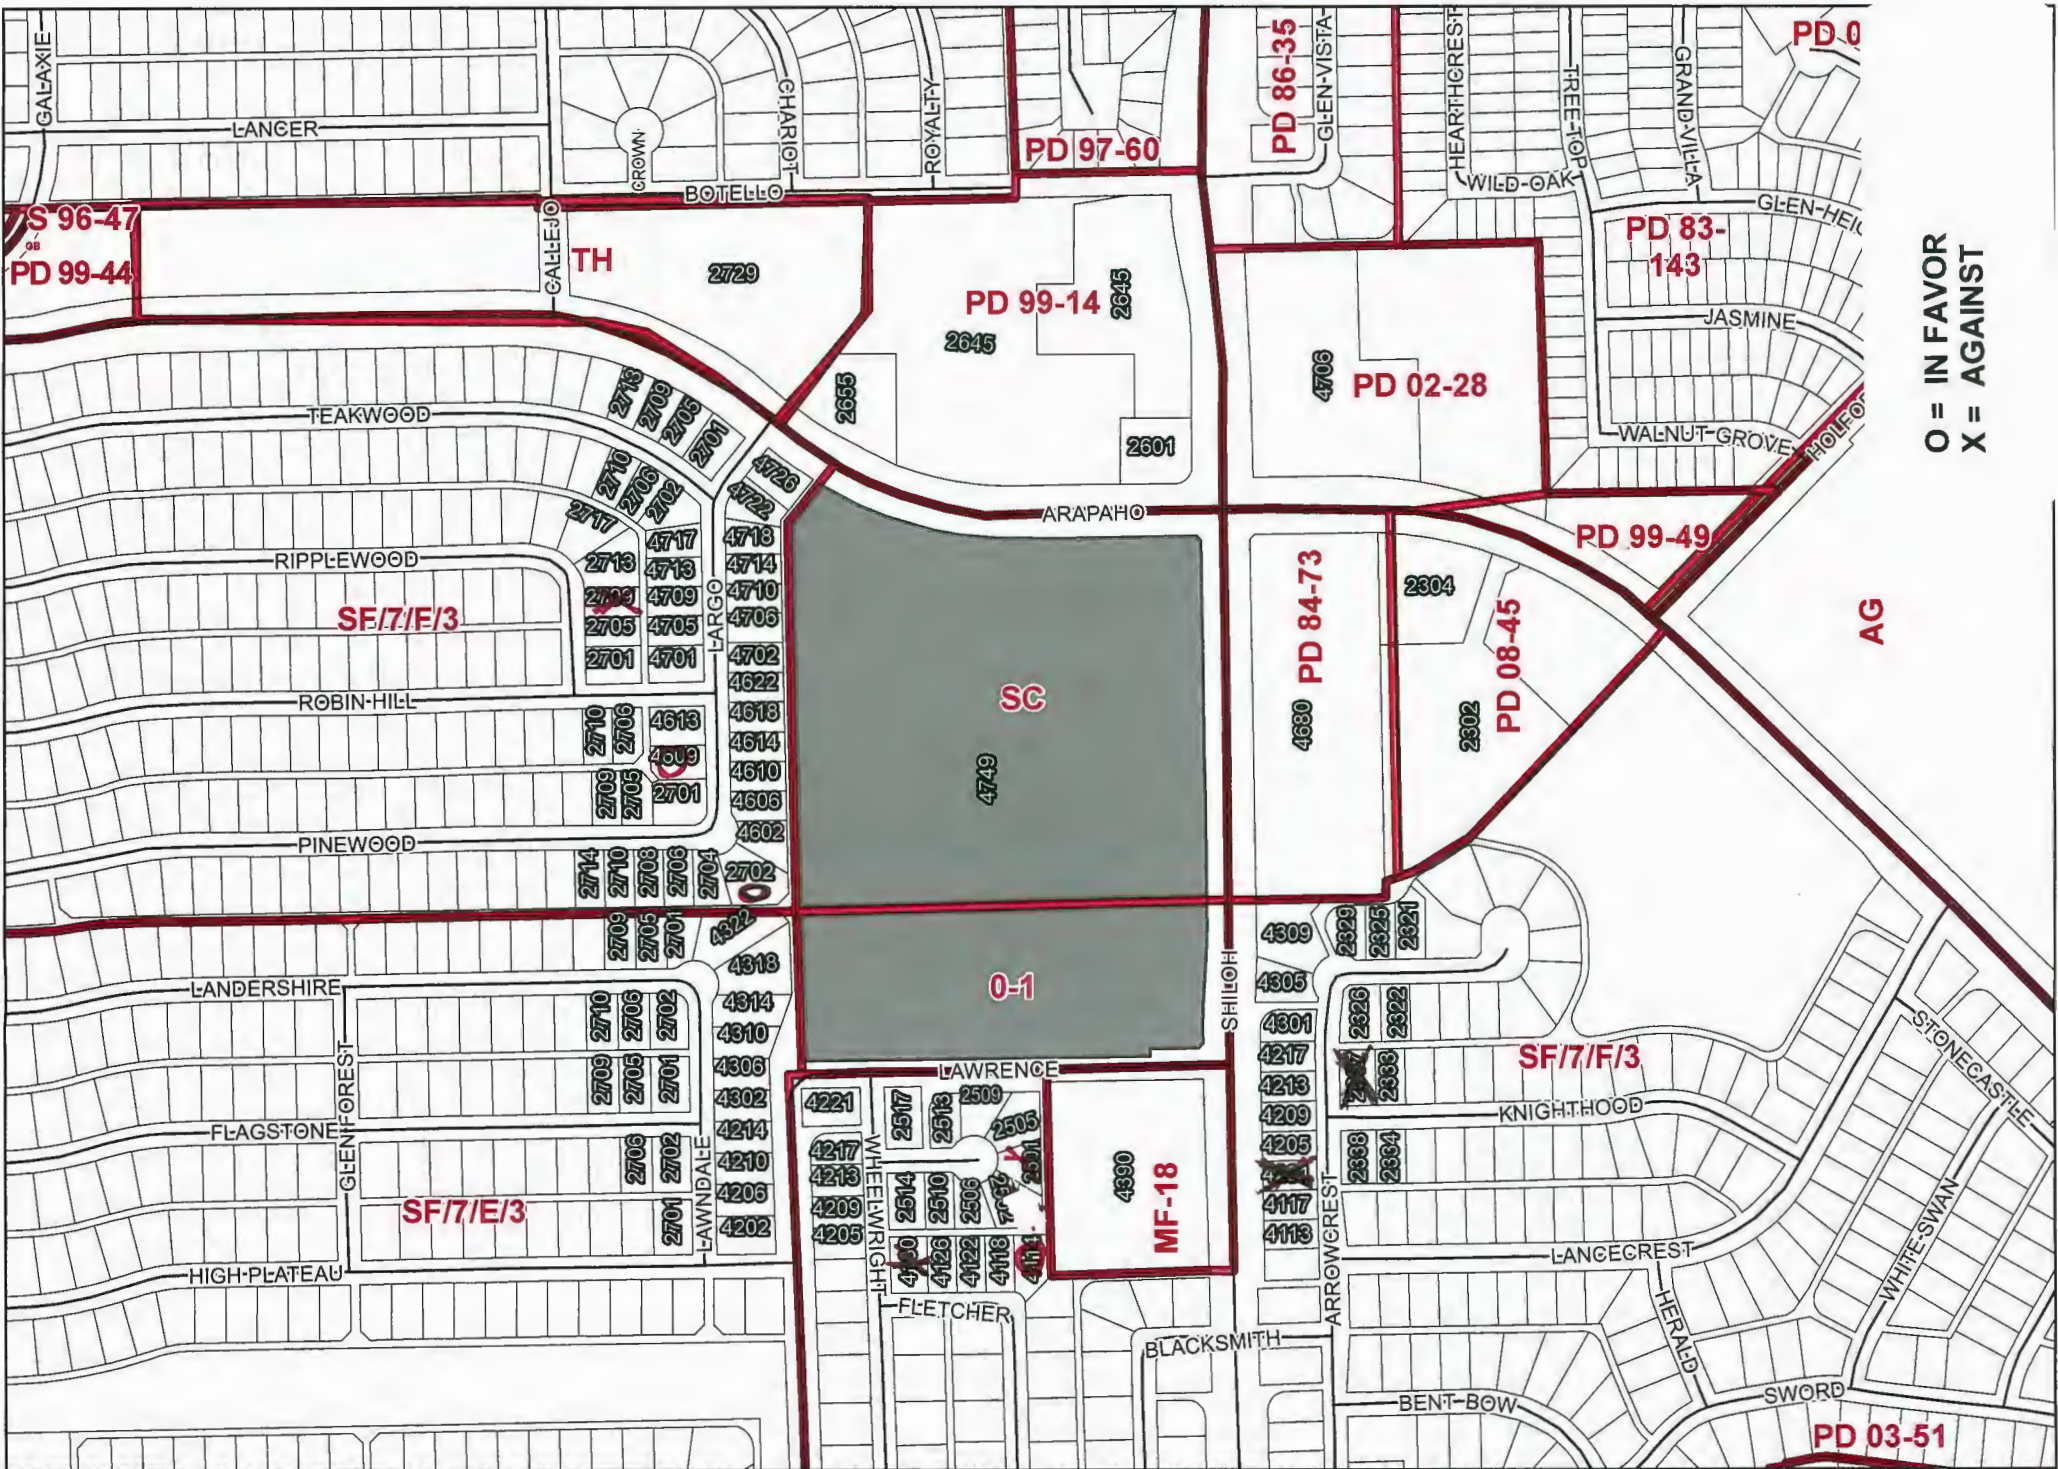 GALAXIE
LANCER
CROWN
CHARIOT
ROYALTY
PD 97-60
PD 86-35
GLEN-VISTA
HEARTHCREST
TREE-TOP
GRAND-VILLA
PD 0
WILD-OAK
GLEN-HEIG
BOTELLO
S 96-47
GB
PD 99-44
CALLEJO
TH
2729
PD 99-14
2645
2645
2655
2601
4706
PD 02-28
PD 83-
143
JASMINE
WALNUT-GROVE
HOLFOR
O = IN FAVOR
X = AGAINST
TEAKWOOD
2713
2709
2705
2701
2710
2706
2702
2717
4726
4722
ARAPAHO
PD 99-49
RIPPLEWOOD
SF/7/F/3
2713
2709
2705
2701
4717
4713
4709
4705
4701
LARGO
4718
4714
4710
4706
4702
4622
4618
4614
4610
4606
4602
SC
4749
PD 84-73
4680
2304
2302
PD 08-45
AG
ROBIN-HILL
2710
2706
4613
4609
2709
2705
2701
PINEWOOD
2714
2710
2708
2706
2704
2702
2709
2705
2701
4322
4318
4314
4310
4306
4302
4214
4210
4206
4202
LANDERSHIRE
2710
2706
2702
2709
2705
2701
GLENFOREST
FLAGSTONE
2706
2702
2701
LAWNDALE
SF/7/E/3
HIGH-PLATEAU
0-1
SHILOH
LAWRENCE
4221
4217
4213
4209
4205
WHEELWRIGHT
2517
2513
2509
2505
2501
2514
2510
2506
4126
4122
4118
4114
FLETCHER
4390
MF-18
4309
4305
4301
4217
4213
4209
4205
4117
4113
2329
2325
2321
2326
2322
2333
2338
2334
ARROWCREST
SF/7/F/3
KNIGHTHOOD
STONECASTLE
LANCECREST
WHITE-SWAN
HERALD
BLACKSMITH
BENT-BOW
SWORD
PD 03-51